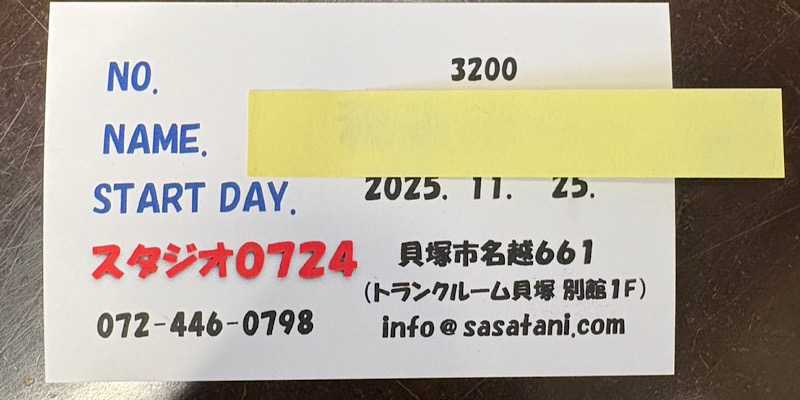 NO. 3200
NAME.
START DAY. 2025. 11. 25.
スタジオ0724 貝塚市名越661
(トランクルーム貝塚 別館1F)
072-446-0798 info@sasatani.com